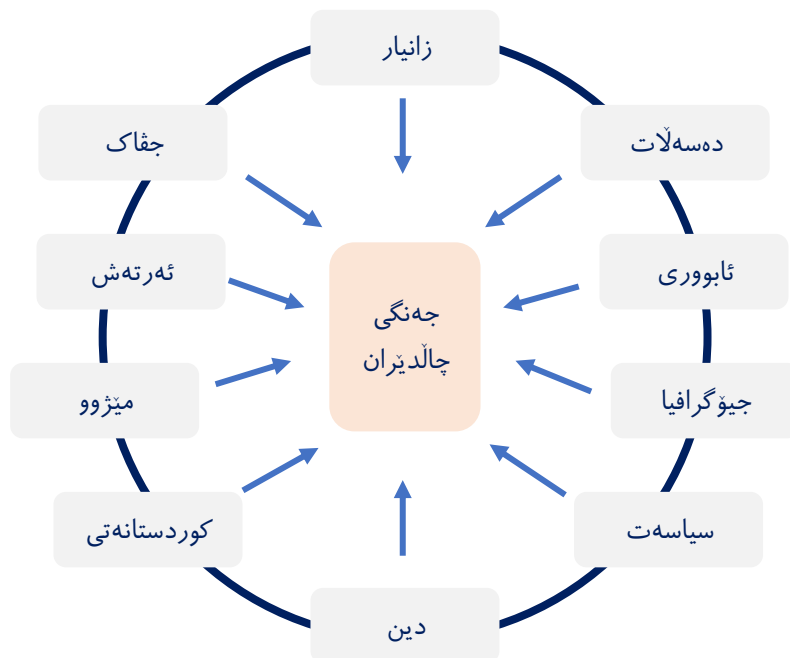 زانیار
دەسەڵات
جڤاک
ئابووری
ئەرتەش
جەنگی
چاڵدێران
جیۆگرافیا
مێژوو
سیاسەت
کوردستانەتی
دین